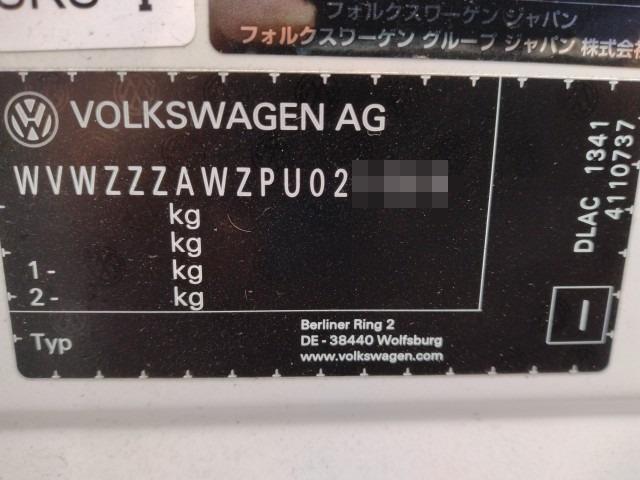 フォルクスワーゲン ジャパン
フォルクスワーゲン グループ ジャパン 株式会
VOLKSWAGEN AG
WVWZZZAWZPU02
kg
kg
1- kg
2- kg
Typ
Berliner Ring 2
DE - 38440 Wolfsburg
www.volkswagen.com
DLAC 1341
4110737
I